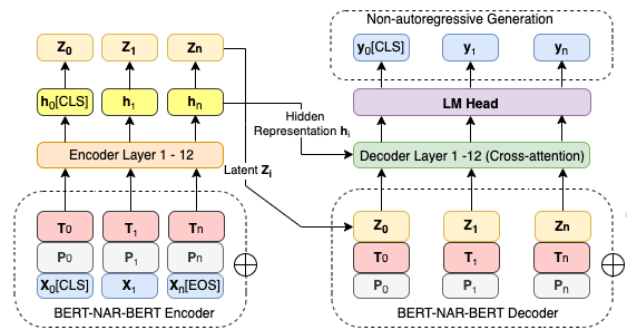 Non-autoregressive Generation
Z0 Z1 Zn
y0[CLS] y1 yn
h0[CLS] h1 hn
LM Head
Hidden
Representation hi
Encoder Layer 1 - 12
Decoder Layer 1 -12 (Cross-attention)
Latent Zi
T0 T1 Tn
Z0 Z1 Zn
P0 P1 Pn
T0 T1 Tn
X0[CLS] X1 Xn[EOS]
P0 P1 Pn
BERT-NAR-BERT Encoder
BERT-NAR-BERT Decoder